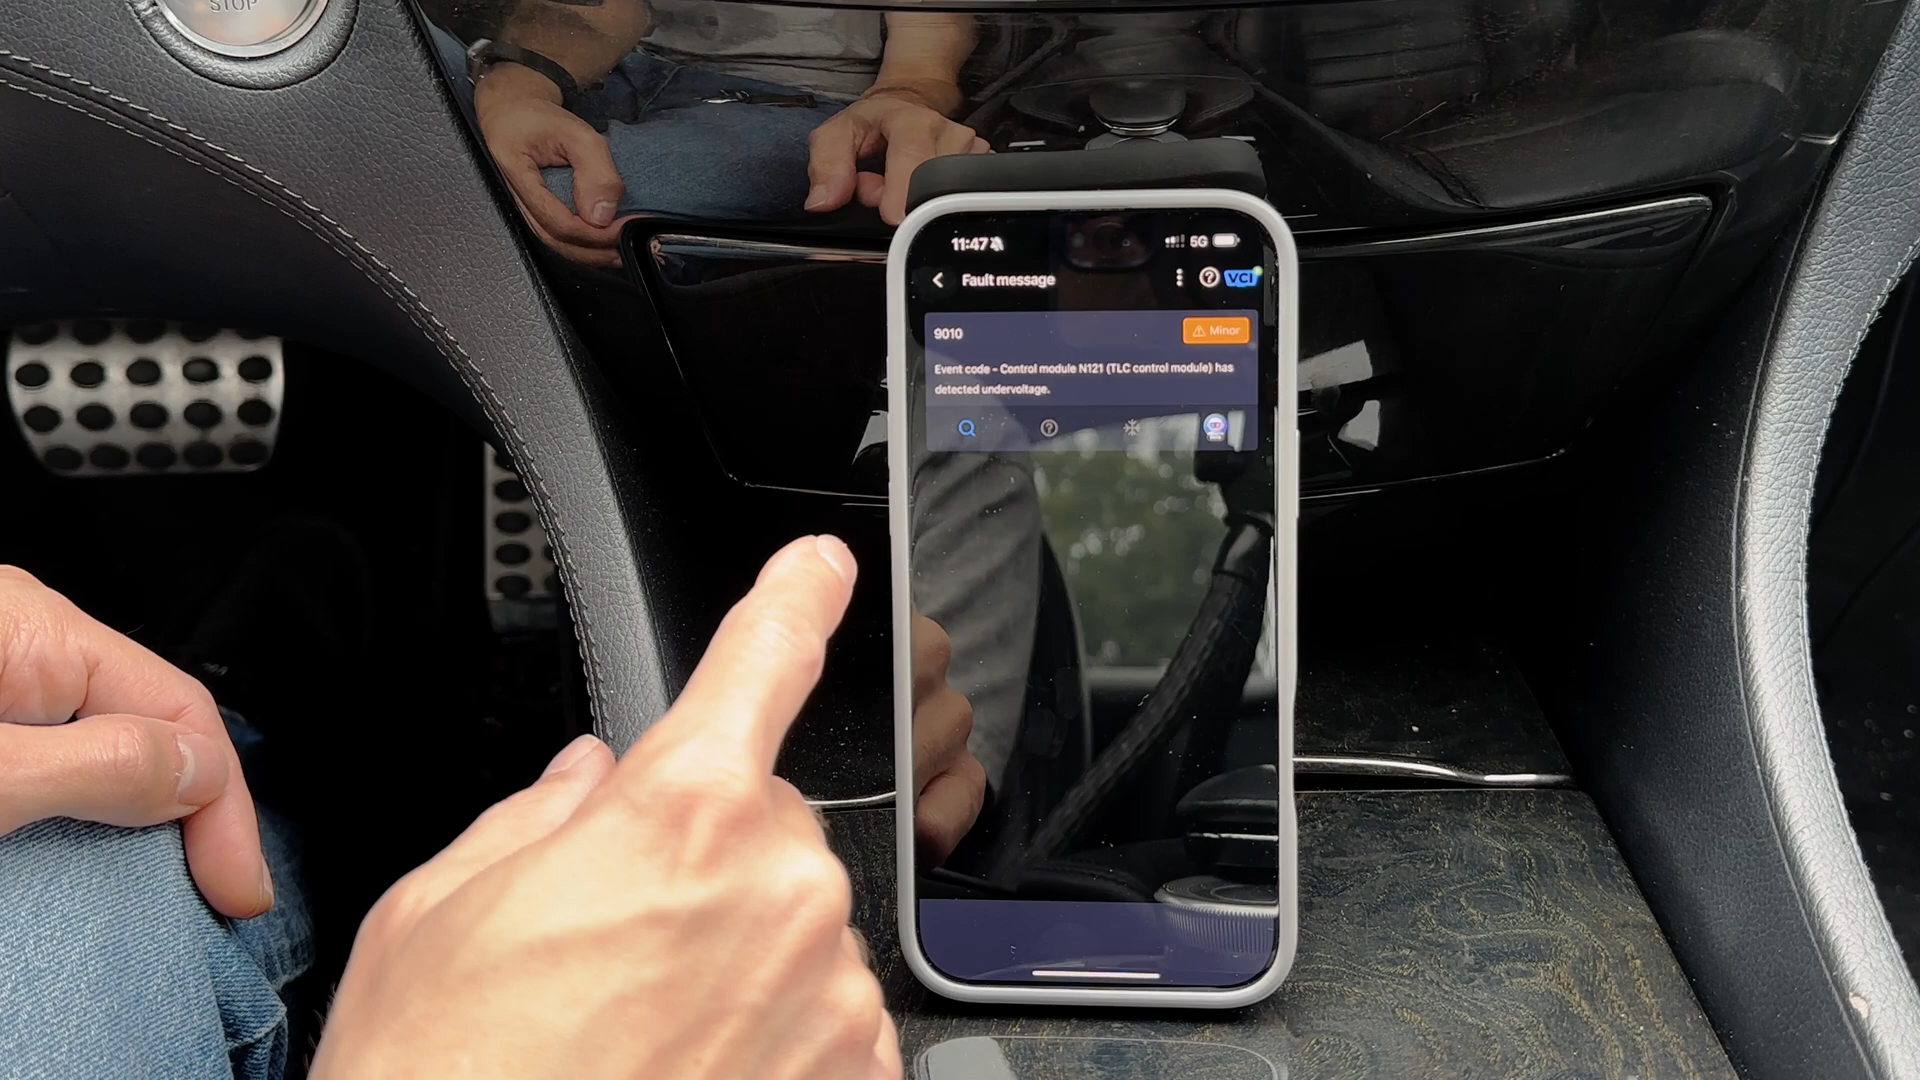 STOP
11:47
5G
Fault message
VCI
9010
Minor
Event code - Control module N121 (TLC control module) has
detected undervoltage.